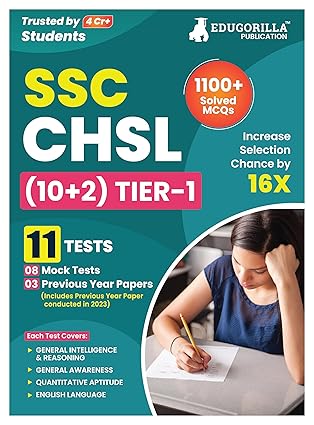 Trusted by 4 Cr+
Students
EDUGORILLA™
PUBLICATION
SSC
CHSL
(10+2) TIER-1
1100+
Solved
MCQs
Increase
Selection
Chance by
16X
11 TESTS
08 Mock Tests
03 Previous Year Papers
(Includes Previous Year Paper
conducted in 2023)
Each Test Covers:
GENERAL INTELLIGENCE
& REASONING
GENERAL AWARENESS
QUANTITATIVE APTITUDE
ENGLISH LANGUAGE